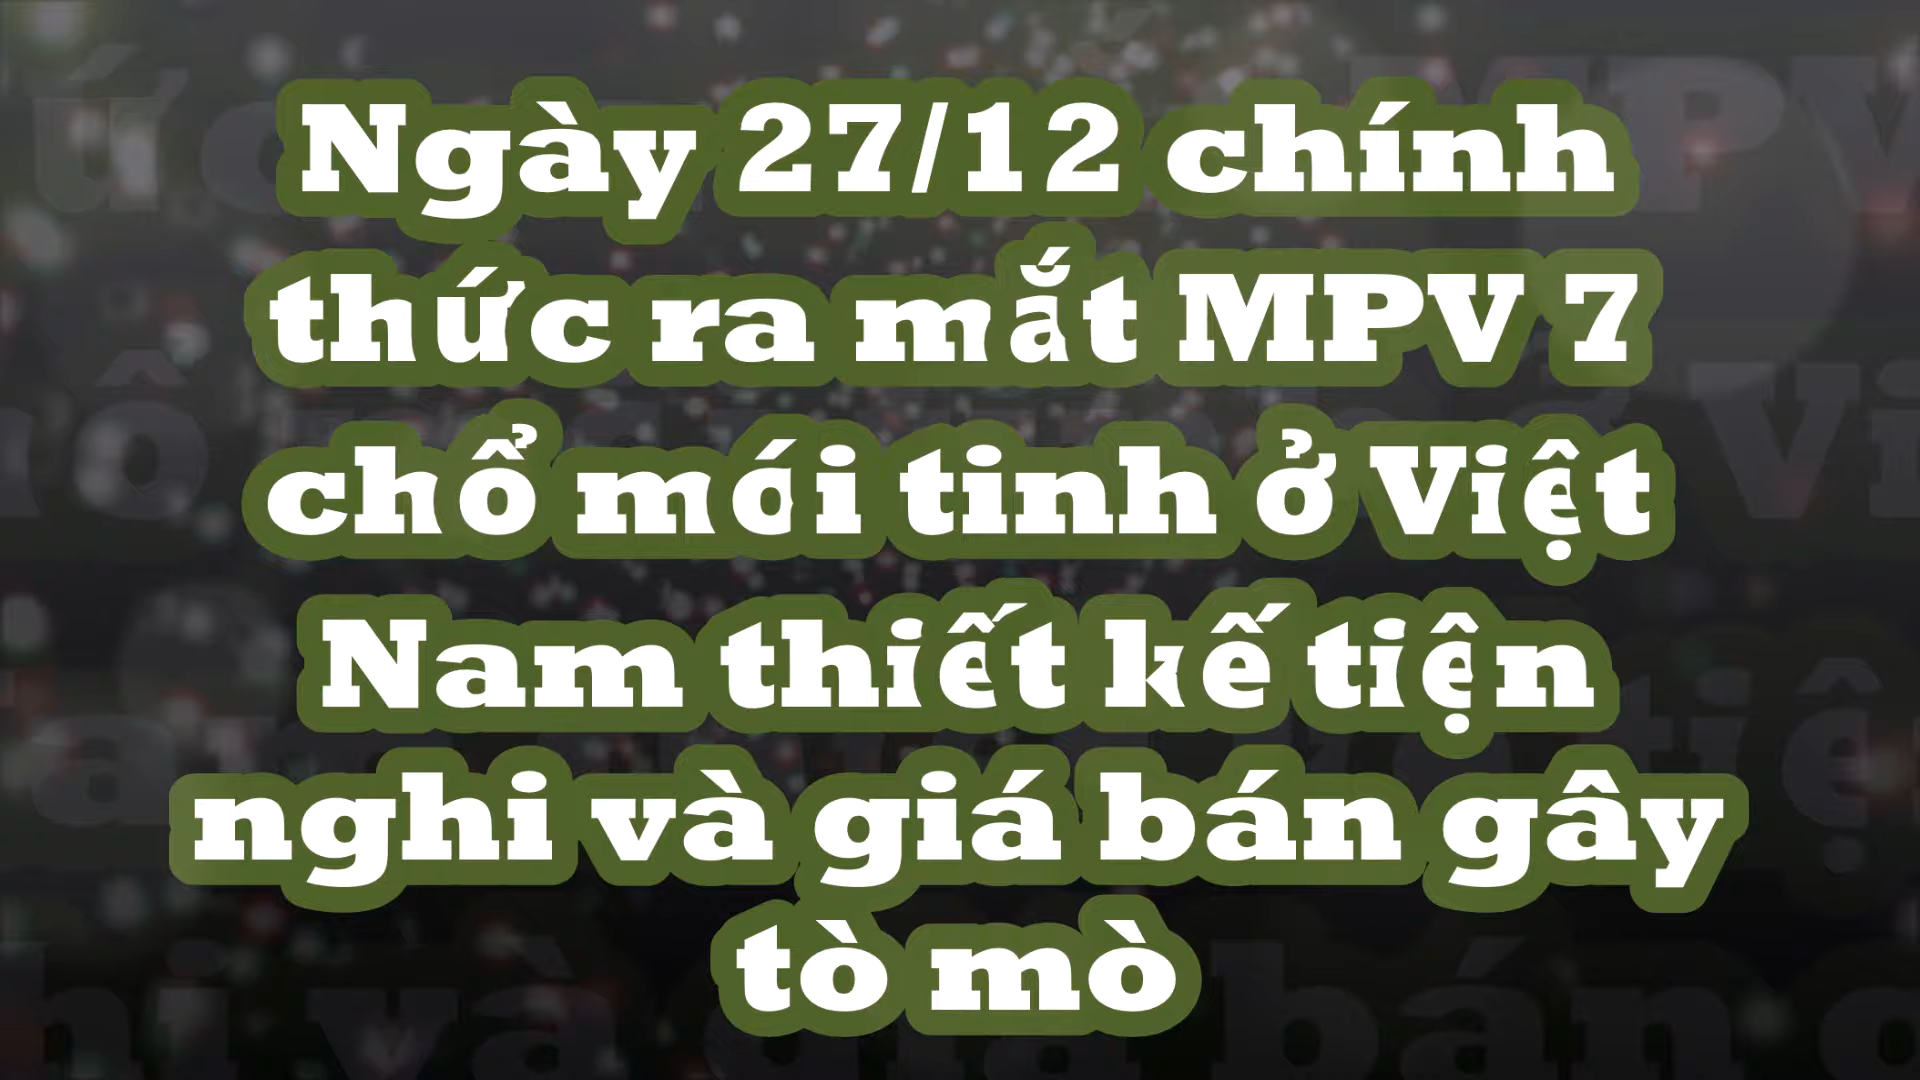 Ngày 27/12 chính
thức ra mắt MPV 7
chổ mới tinh ở Việt
Nam thiết kế tiện
nghi và giá bán gây
tò mò